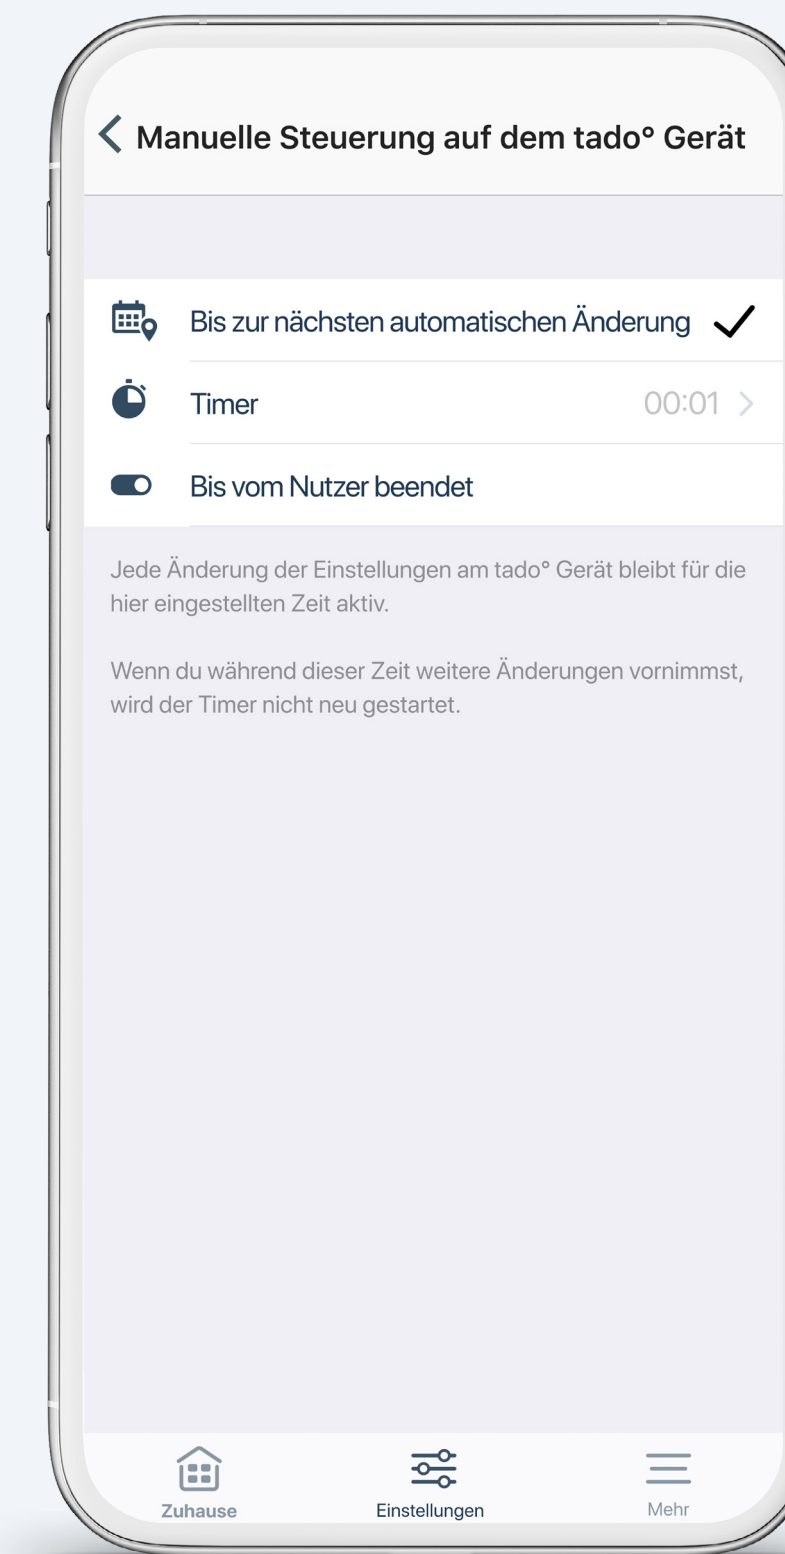 Manuelle Steuerung auf dem tado° Gerät
Bis zur nächsten automatischen Änderung
Timer 00:01
Bis vom Nutzer beendet
Jede Änderung der Einstellungen am tado° Gerät bleibt für die
hier eingestellten Zeit aktiv.
Wenn du während dieser Zeit weitere Änderungen vornimmst,
wird der Timer nicht neu gestartet.
Zuhause Einstellungen Mehr